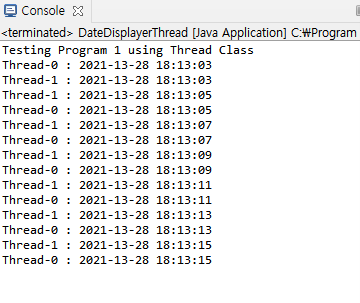 Console
<terminated> DateDisplayerThread [Java Application] C:₩Program
Testing Program 1 using Thread Class
Thread-0 : 2021-13-28 18:13:03
Thread-1 : 2021-13-28 18:13:03
Thread-1 : 2021-13-28 18:13:05
Thread-0 : 2021-13-28 18:13:05
Thread-1 : 2021-13-28 18:13:07
Thread-0 : 2021-13-28 18:13:07
Thread-1 : 2021-13-28 18:13:09
Thread-0 : 2021-13-28 18:13:09
Thread-1 : 2021-13-28 18:13:11
Thread-0 : 2021-13-28 18:13:11
Thread-1 : 2021-13-28 18:13:13
Thread-0 : 2021-13-28 18:13:13
Thread-1 : 2021-13-28 18:13:15
Thread-0 : 2021-13-28 18:13:15